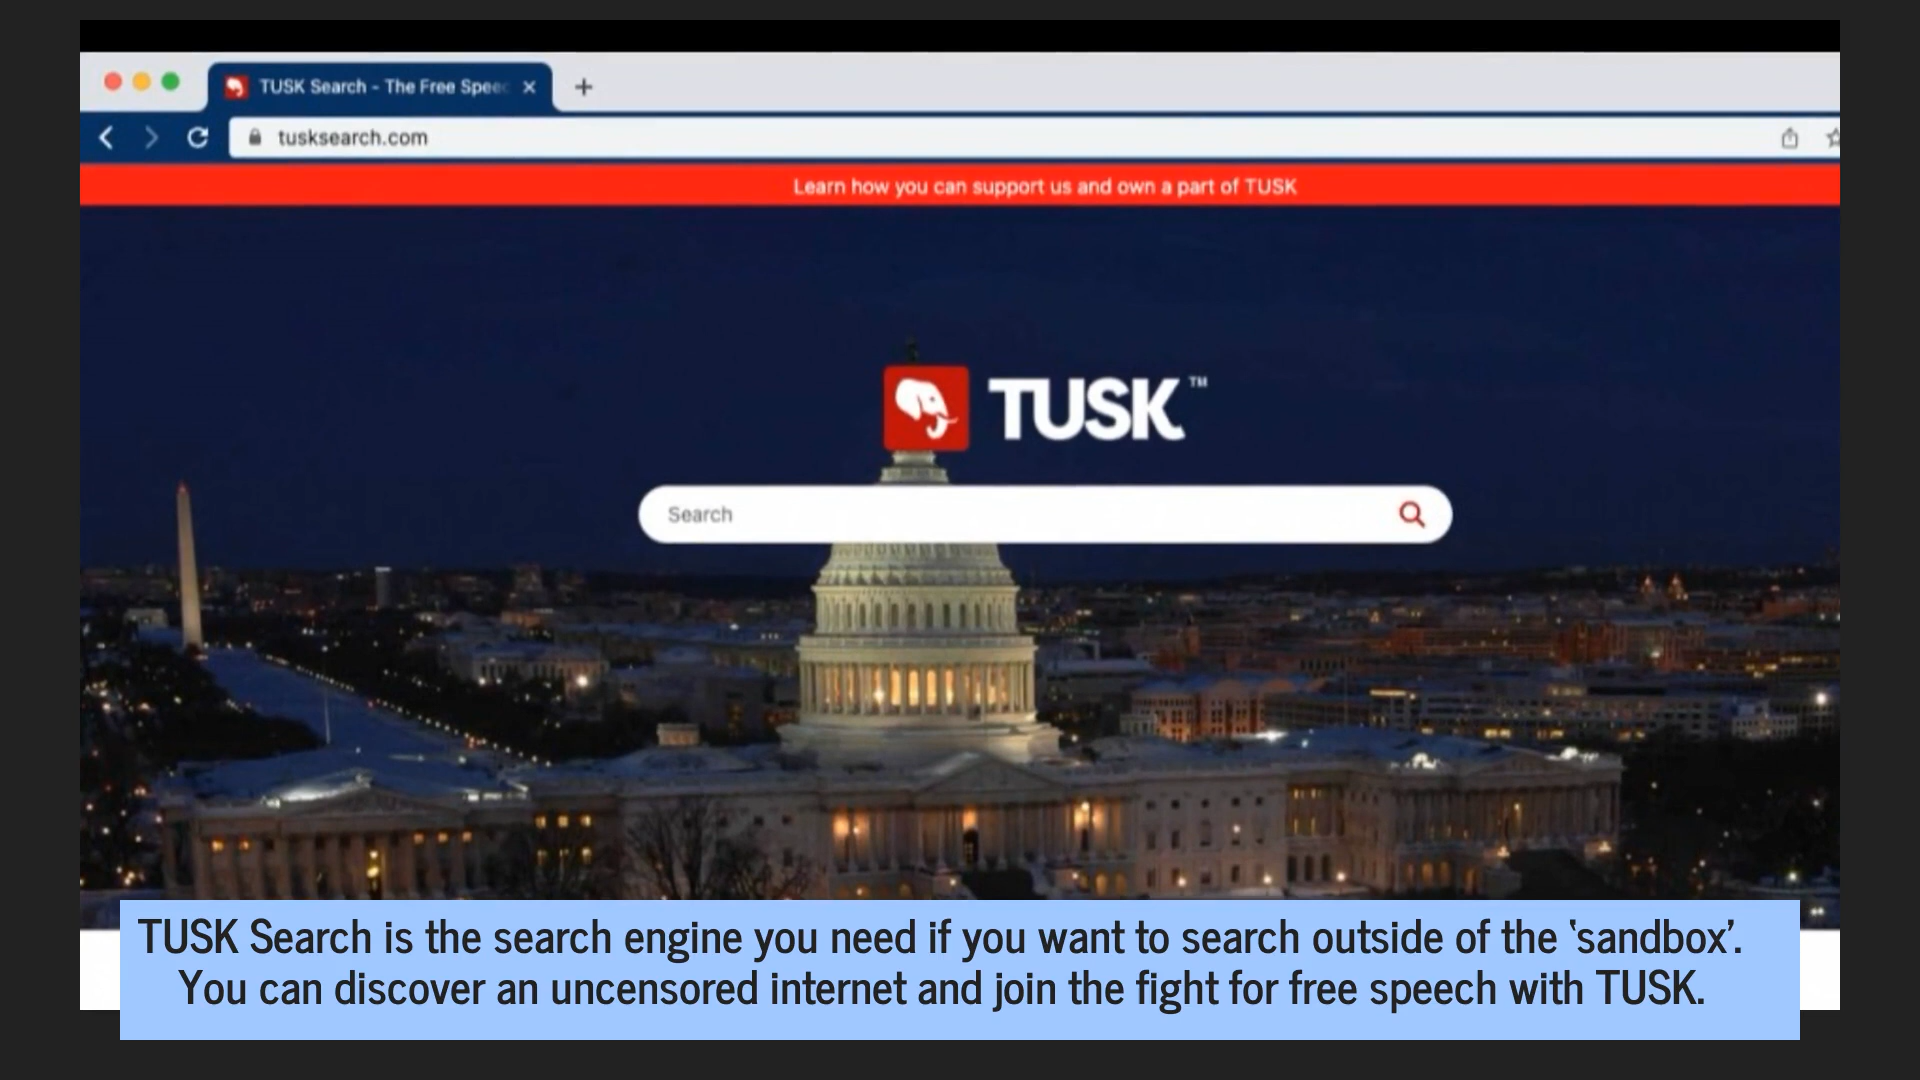 TUSK Search - The Free Speec
tusksearch.com
Learn how you can support us and own a part of TUSK
TUSK™
Search
TUSK Search is the search engine you need if you want to search outside of the ‘sandbox’.
You can discover an uncensored internet and join the fight for free speech with TUSK.